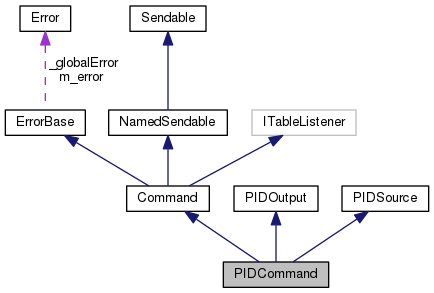 Error
Sendable
_globalError
m_error
ErrorBase
NamedSendable
ITableListener
Command
PIDOutput
PIDSource
PIDCommand